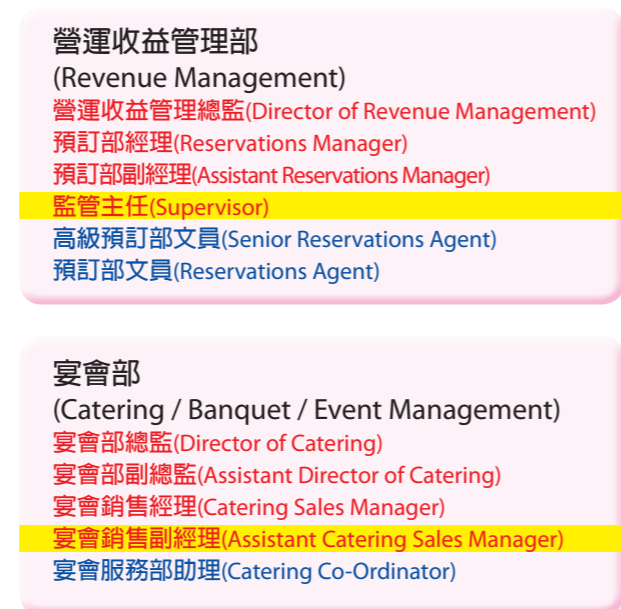 營運收益管理部
(Revenue Management)
營運收益管理總監(Director of Revenue Management)
預訂部經理(Reservations Manager)
預訂部副經理(Assistant Reservations Manager)
監管主任(Supervisor)
高級預訂部文員(Senior Reservations Agent)
預訂部文員(Reservations Agent)
宴會部
(Catering / Banquet / Event Management)
宴會部總監(Director of Catering)
宴會部副總監(Assistant Director of Catering)
宴會銷售經理(Catering Sales Manager)
宴會銷售副經理(Assistant Catering Sales Manager)
宴會服務部助理(Catering Co-Ordinator)